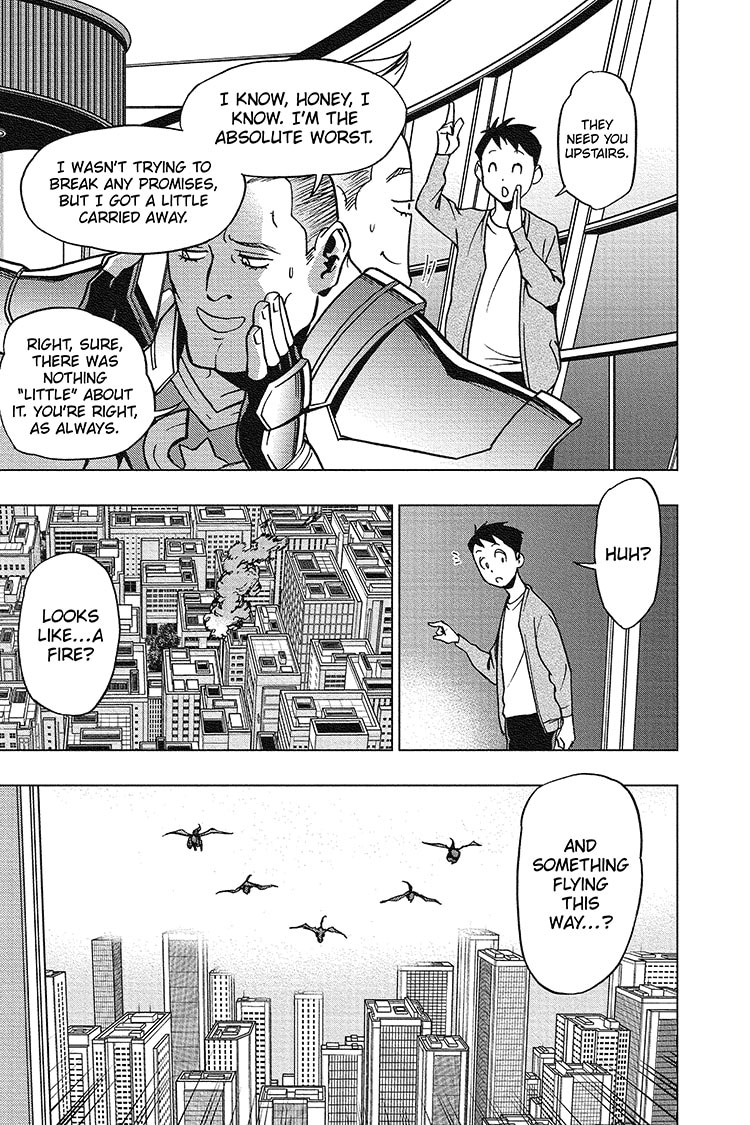 THEY
NEED YOU
UPSTAIRS.
I KNOW, HONEY, I
KNOW. I'M THE
ABSOLUTE WORST.
I WASN'T TRYING TO
BREAK ANY PROMISES,
BUT I GOT A LITTLE
CARRIED AWAY.
RIGHT, SURE,
THERE WAS
NOTHING
"LITTLE" ABOUT
IT. YOU'RE RIGHT,
AS ALWAYS.
HUH?
LOOKS
LIKE...A
FIRE?
AND
SOMETHING
FLYING
THIS
WAY...?